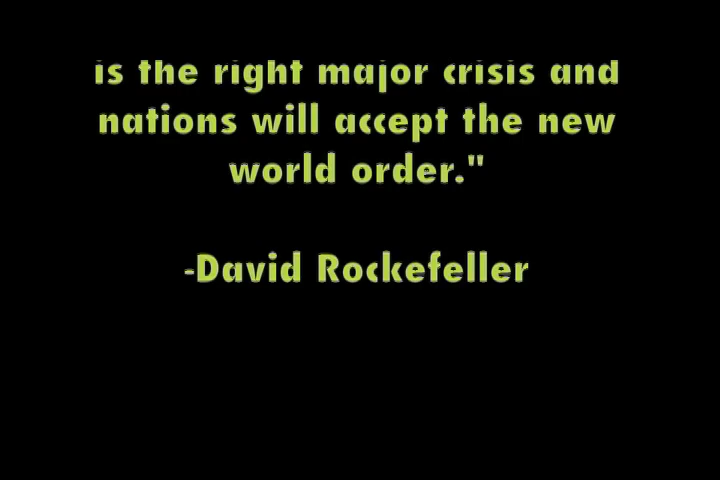 is the right major crisis and
nations will accept the new
world order."
-David Rockefeller